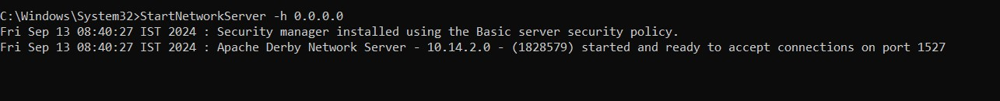 C:\Windows\System32>StartNetworkServer -h 0.0.0.0
Fri Sep 13 08:40:27 IST 2024 : Security manager installed using the Basic server security policy.
Fri Sep 13 08:40:27 IST 2024 : Apache Derby Network Server - 10.14.2.0 - (1828579) started and ready to accept connections on port 1527